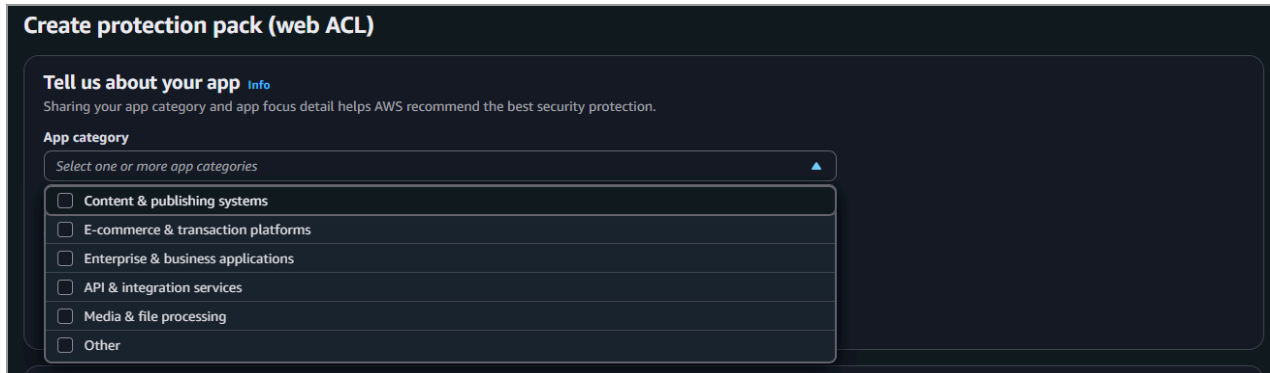 Create protection pack (web ACL)
Tell us about your app Info
Sharing your app category and app focus detail helps AWS recommend the best security protection.
App category
Select one or more app categories
Content & publishing systems
E-commerce & transaction platforms
Enterprise & business applications
API & integration services
Media & file processing
Other